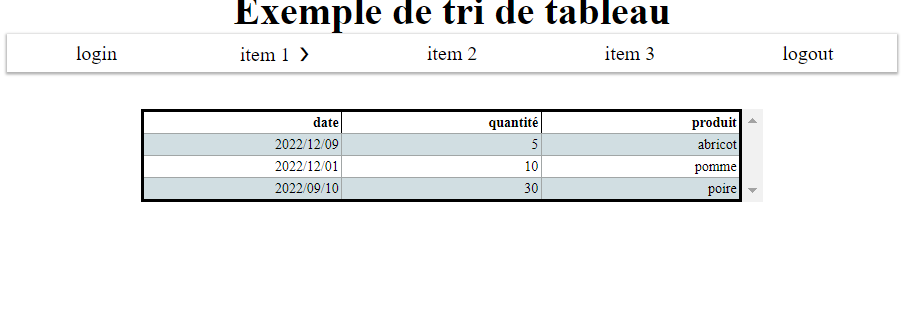 Exemple de tri de tableau
login item 1 item 2 item 3 logout
date quantité produit
2022/12/09 5 abricot
2022/12/01 10 pomme
2022/09/10 30 poire